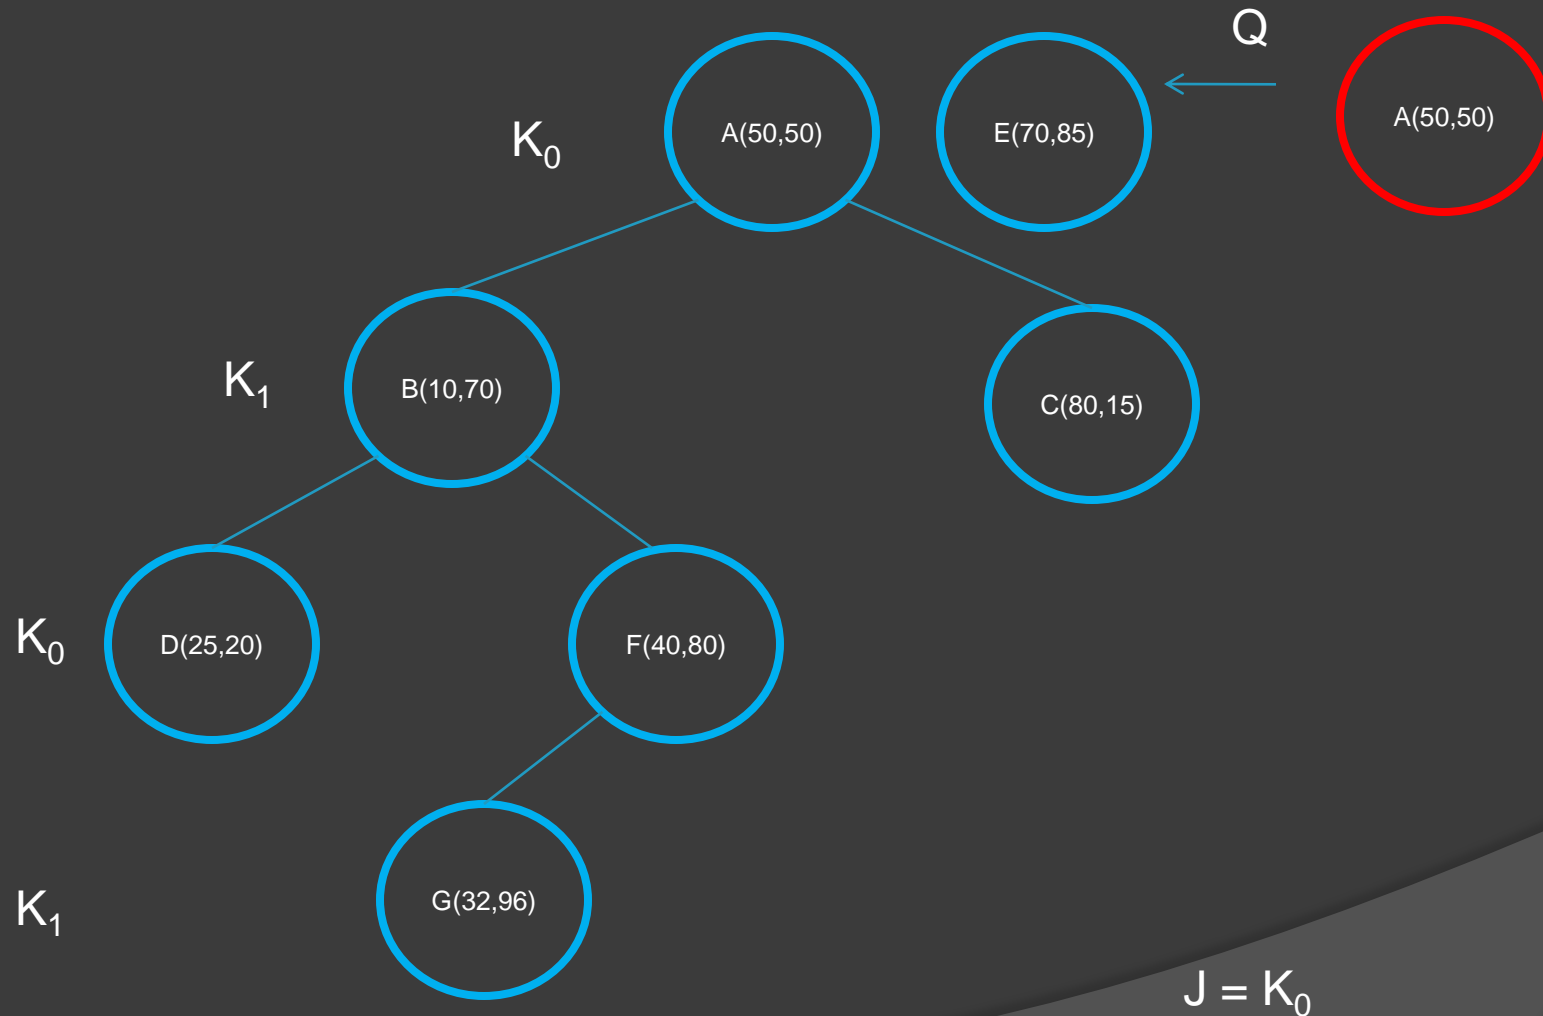 Q
A(50,50)
E(70,85)
A(50,50)
K₀
K₁
B(10,70)
C(80,15)
K₀
D(25,20)
F(40,80)
K₁
G(32,96)
J = K₀